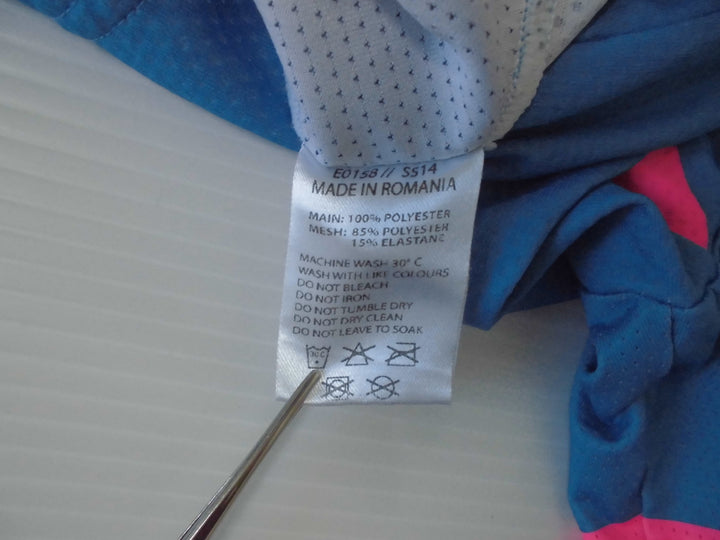 E0158 // SS14
MADE IN ROMANIA
MAIN: 100% POLYESTER
MESH: 85% POLYESTER
15% ELASTANE
MACHINE WASH 30° C
WASH WITH LIKE COLOURS
DO NOT BLEACH
DO NOT IRON
DO NOT TUMBLE DRY
DO NOT DRY CLEAN
DO NOT LEAVE TO SOAK
30 C